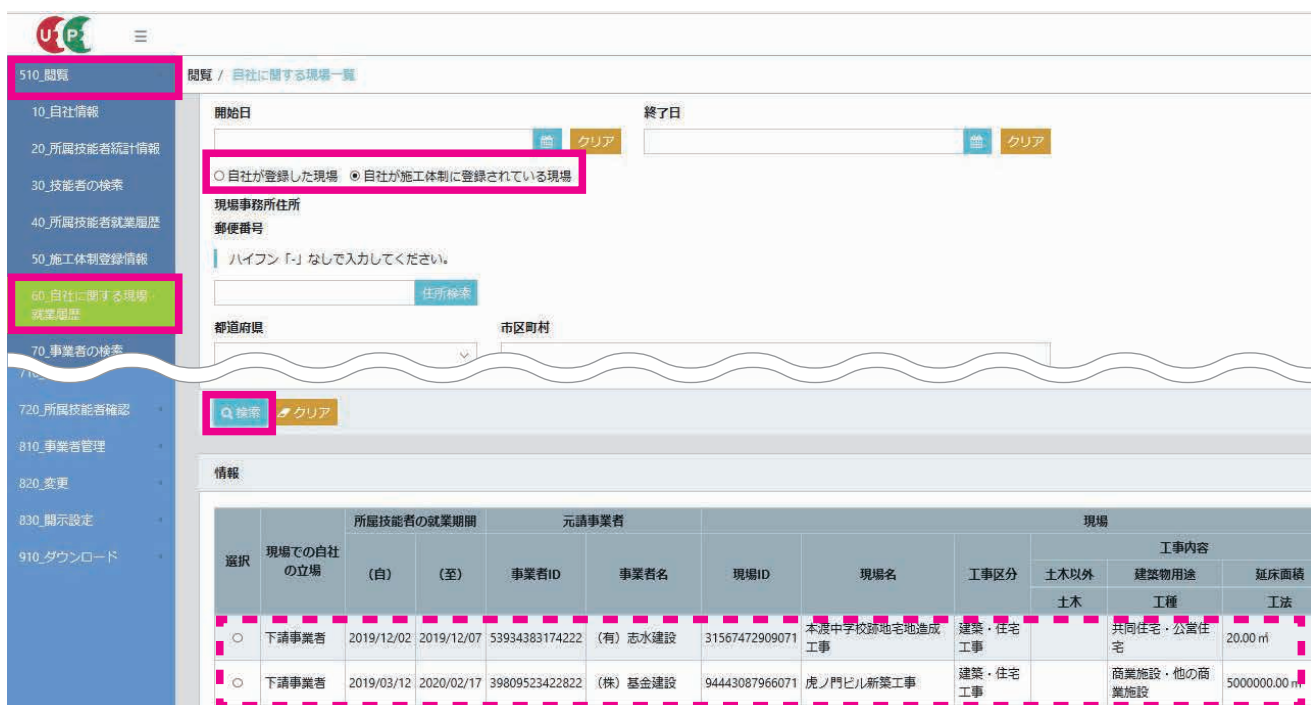 U P
510_閲覧
閲覧 / 自社に関する現場一覧
10_自社情報
20_所属技能者統計情報
30_技能者の検索
40_所属技能者就業履歴
50_施工体制登録情報
60_自社に関する現場・
就業履歴
70_事業者の検索
720_所属技能者確認
810_事業者管理
820_変更
830_開示設定
910_ダウンロード
開始日 終了日
クリア クリア
○自社が登録した現場 ◉自社が施工体制に登録されている現場
現場事務所住所
郵便番号
ハイフン「-」なしで入力してください。
住所検索
都道府県 市区町村
検索 クリア
情報
選択 現場での自社の立場 所属技能者の就業期間 元請事業者 現場
(自) (至) 事業者ID 事業者名 現場ID 現場名 工事区分 工事内容
土木以外 建築物用途 延床面積
土木 工種 工法
○ 下請事業者 2019/12/02 2019/12/07 53934383174222 (有) 志水建設 31567472909071 本渡中学校跡地宅地造成工事 建築・住宅工事 共同住宅・公営住宅 20.00㎡
○ 下請事業者 2019/03/12 2020/02/17 39809523422822 (株) 基金建設 94443087966071 虎ノ門ビル新築工事 建築・住宅工事 商業施設・他の商業施設 5000000.00㎡